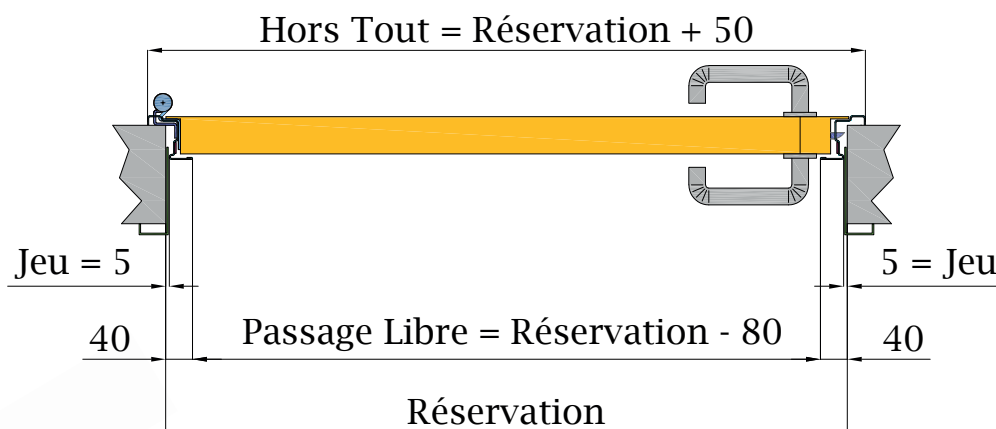 Hors Tout = Réservation + 50
Jeu = 5
5 = Jeu
40
Passage Libre = Réservation - 80
40
Réservation